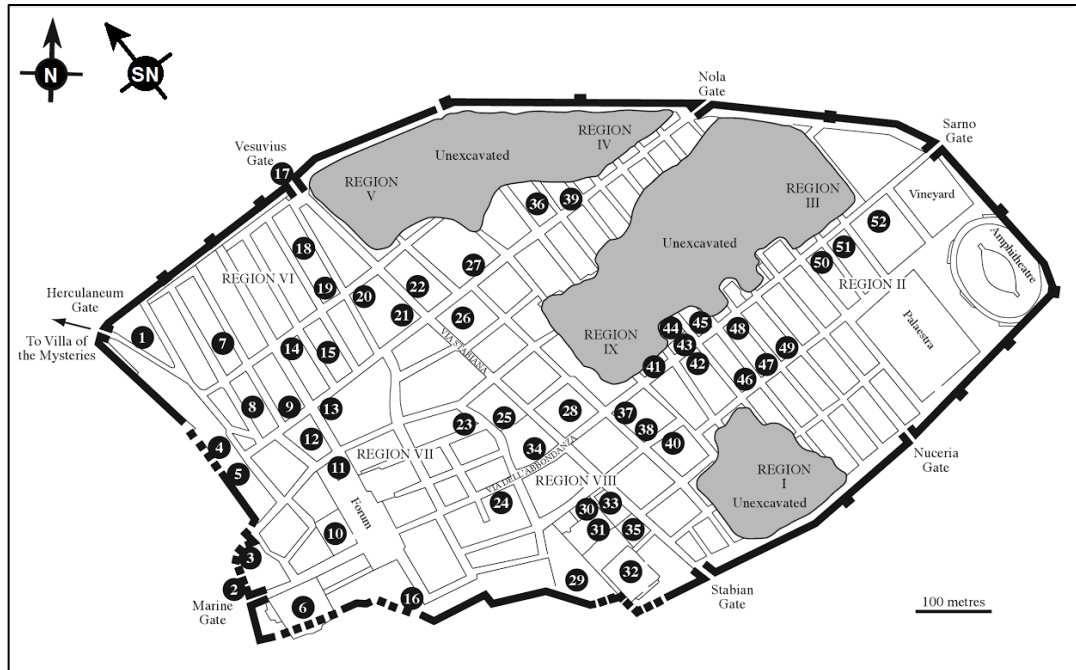 N
SN
Nola
Gate
Sarno
Gate
Vesuvius
Gate
17
REGION
IV
Unexcavated
REGION
V
REGION
III
Vineyard
Amphitheatre
36
39
52
18
Unexcavated
51
50
27
REGION VI
19
20
22
REGION II
Herculaneum
Gate
21
26
44
45
48
Palaestra
To Villa of
the Mysteries
1
7
14
15
VIA STABIANA
REGION
IX
43
42
49
41
47
46
8
9
13
28
37
25
23
38
12
4
34
40
REGION VII
VIA DELL'ABBONDANZA
Nuceria
Gate
11
5
REGION VIII
REGION
I
Unexcavated
Forum
24
33
30
31
35
10
3
2
29
32
Marine
Gate
6
16
Stabian
Gate
100 metres